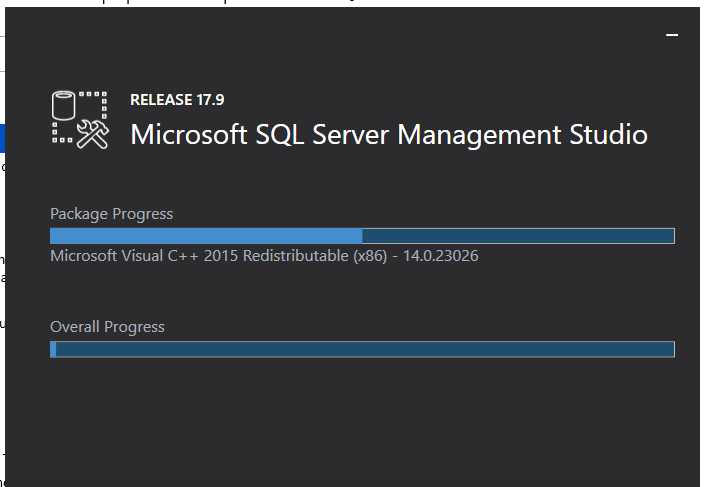 RELEASE 17.9
Microsoft SQL Server Management Studio
Package Progress
Microsoft Visual C++ 2015 Redistributable (x86) - 14.0.23026
Overall Progress